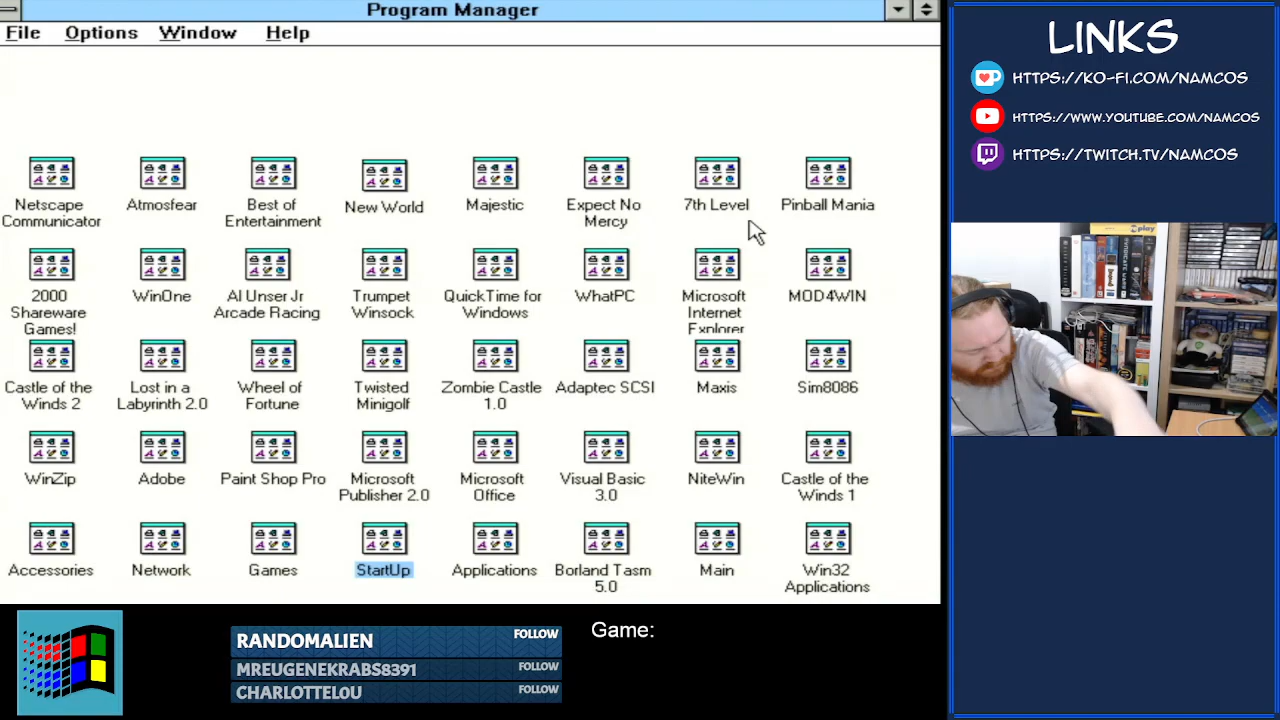 Program Manager
File Options Window Help
LINKS
HTTPS://KO-FI.COM/NAMCOS
HTTPS://WWW.YOUTUBE.COM/NAMCOS
HTTPS://TWITCH.TV/NAMCOS
Netscape Communicator
Atmosfear
Best of Entertainment
New World
Majestic
Expect No Mercy
7th Level
Pinball Mania
2000 Shareware Games!
WinOne
Al Unser Jr Arcade Racing
Trumpet Winsock
QuickTime for Windows
WhatPC
Microsoft Internet Explorer
MOD4WIN
Castle of the Winds 2
Lost in a Labyrinth 2.0
Wheel of Fortune
Twisted Minigolf
Zombie Castle 1.0
Adaptec SCSI
Maxis
Sim8086
WinZip
Adobe
Paint Shop Pro
Microsoft Publisher 2.0
Microsoft Office
Visual Basic 3.0
NiteWin
Castle of the Winds 1
Accessories
Network
Games
StartUp
Applications
Borland Tasm 5.0
Main
Win32 Applications
RANDOMALIEN FOLLOW
MREUGENEKRABS8391 FOLLOW
CHARLOTTEL0U FOLLOW
Game:
play